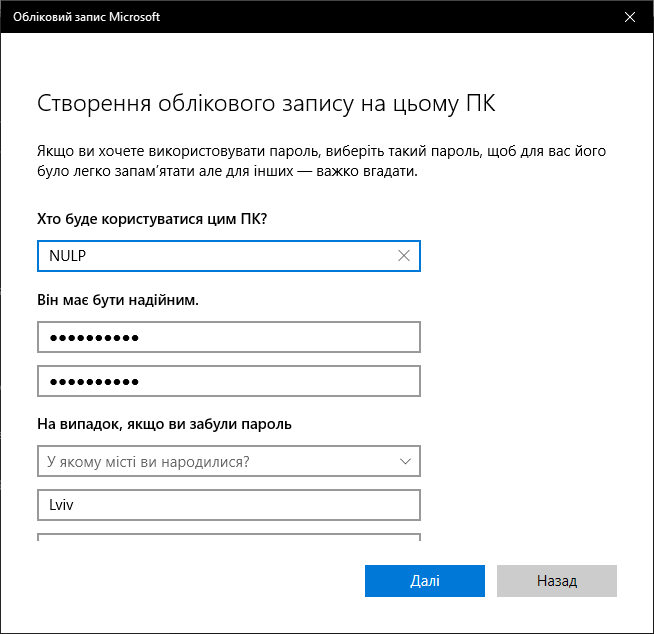 Обліковий запис Microsoft
Створення облікового запису на цьому ПК
Якщо ви хочете використовувати пароль, виберіть такий пароль, щоб для вас його
було легко запам’ятати але для інших — важко вгадати.
Хто буде користуватися цим ПК?
NULP
Він має бути надійним.
●●●●●●●●●●
●●●●●●●●●●
На випадок, якщо ви забули пароль
У якому місті ви народилися?
Lviv
Далі
Назад